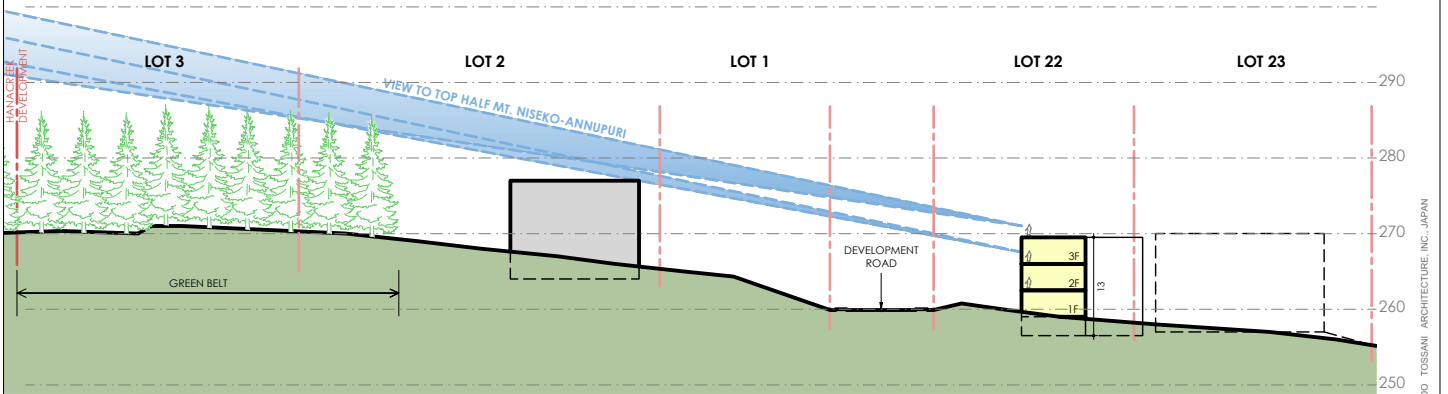 LOT 3
LOT 2
LOT 1
LOT 22
LOT 23
HANACREEK
DEVELOPMENT
VIEW TO TOP HALF MT. NISEKO-ANNUPURI
290
280
270
260
250
DEVELOPMENT
ROAD
GREEN BELT
3F
2F
1F
13
TOSSANI ARCHITECTURE, INC., JAPAN